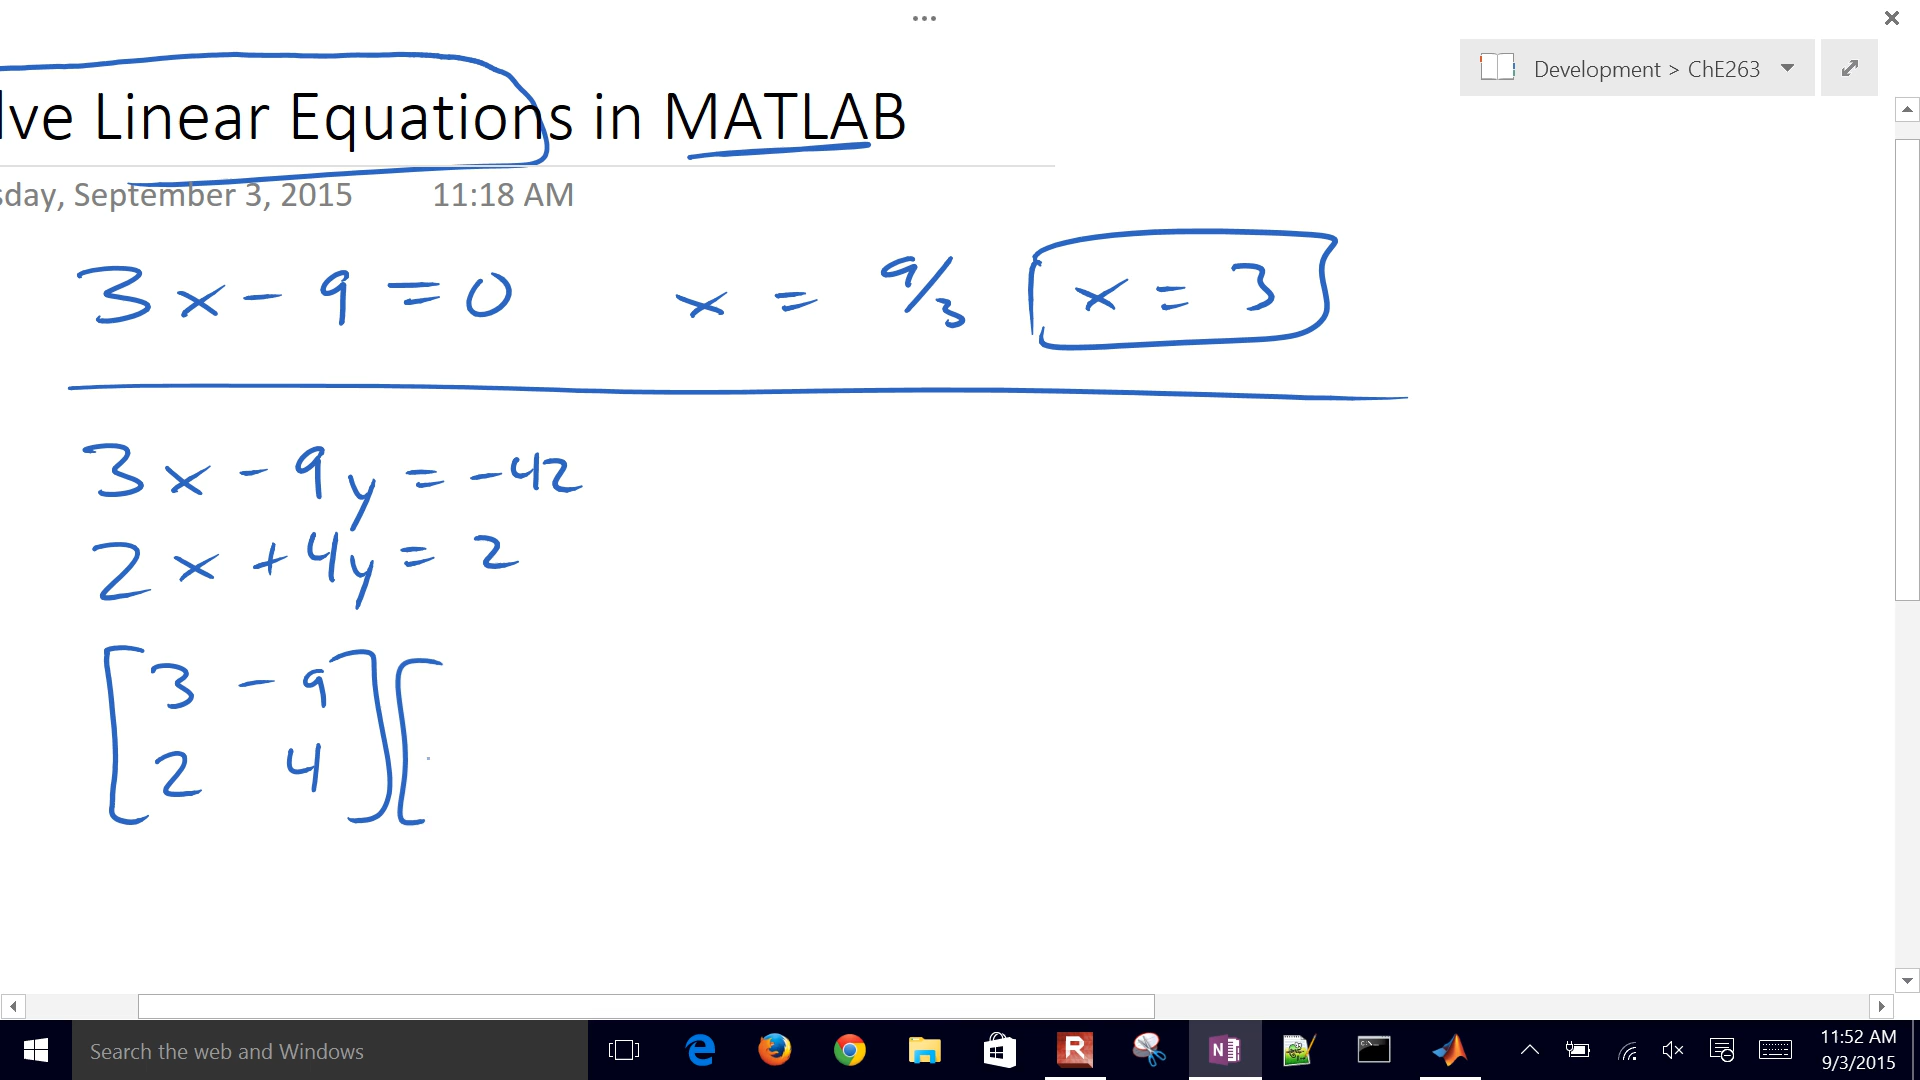 lve Linear Equations in MATLAB
Development > ChE263
sday, September 3, 2015 11:18 AM
3x - 9 = 0 x = 9/3 x = 3
3x - 9y = -42
2x + 4y = 2
[3 -9] [
2 4
Search the web and Windows
11:52 AM
9/3/2015